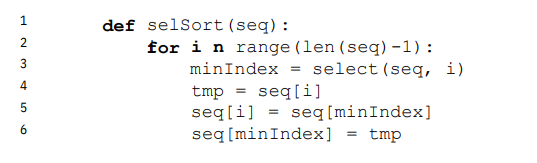 1 def selSort(seq):
2 for i n range(len(seq)-1):
3 minIndex = select(seq, i)
4 tmp = seq[i]
5 seq[i] = seq[minIndex]
6 seq[minIndex] = tmp